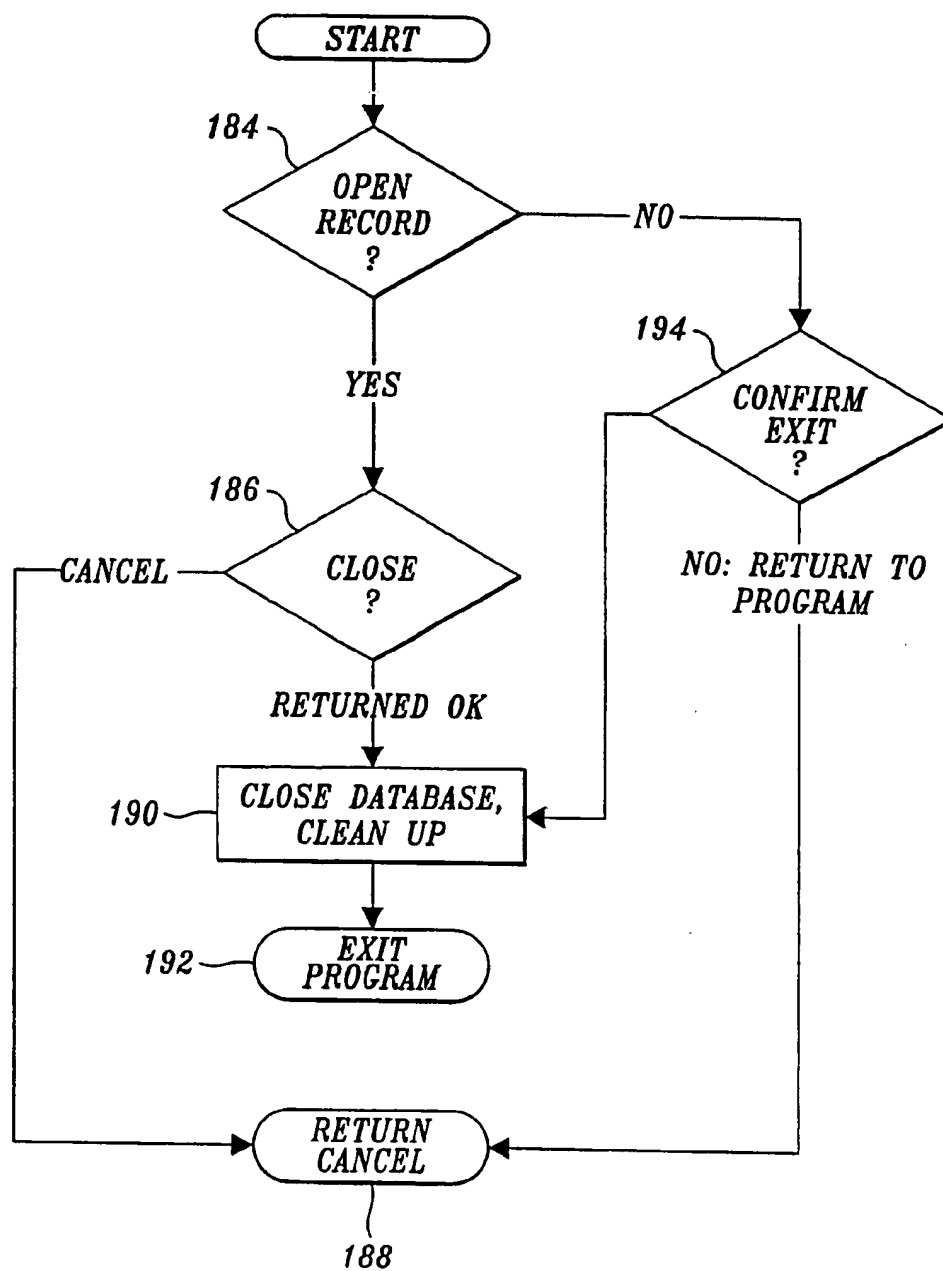 START
184
OPEN
RECORD
?
NO
194
YES
CONFIRM
EXIT
?
186
CANCEL
CLOSE
?
NO: RETURN TO
PROGRAM
RETURNED OK
190
CLOSE DATABASE,
CLEAN UP
192
EXIT
PROGRAM
RETURN
CANCEL
188